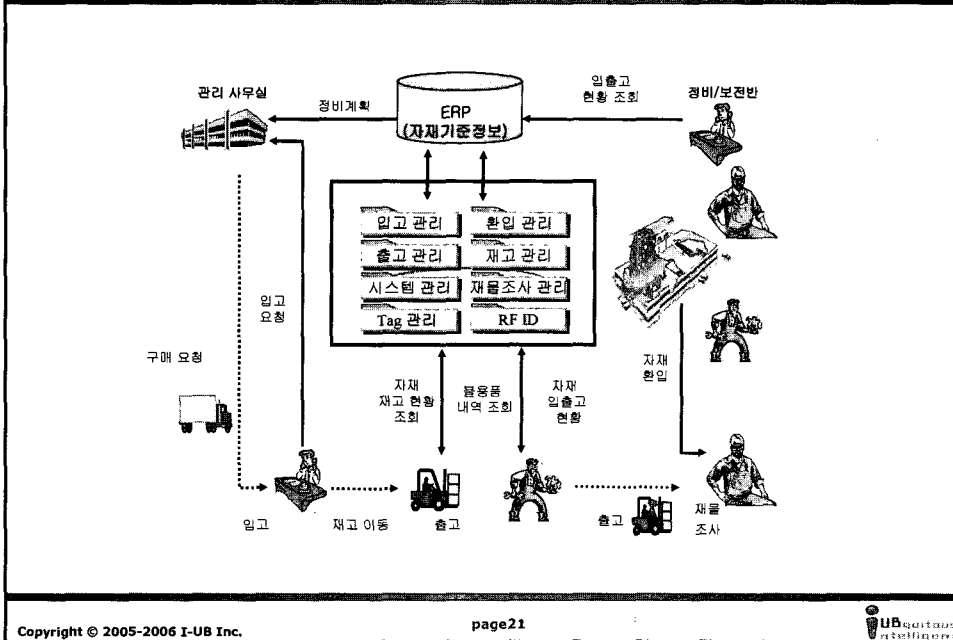 관리 사무실
정비계획
ERP
(자재기준정보)
입출고
현황 조회
정비/보전반
입고 관리
환입 관리
출고 관리
재고 관리
시스템 관리
재물조사 관리
Tag 관리
RF ID
입고
요청
구매 요청
자재
재고 현황
조회
불용품
내역 조회
자재
입출고
현황
자재
환입
입고
재고 이동
출고
출고
재물
조사
Copyright © 2005-2006 I-UB Inc.
page21
UBquitous
ntelligent